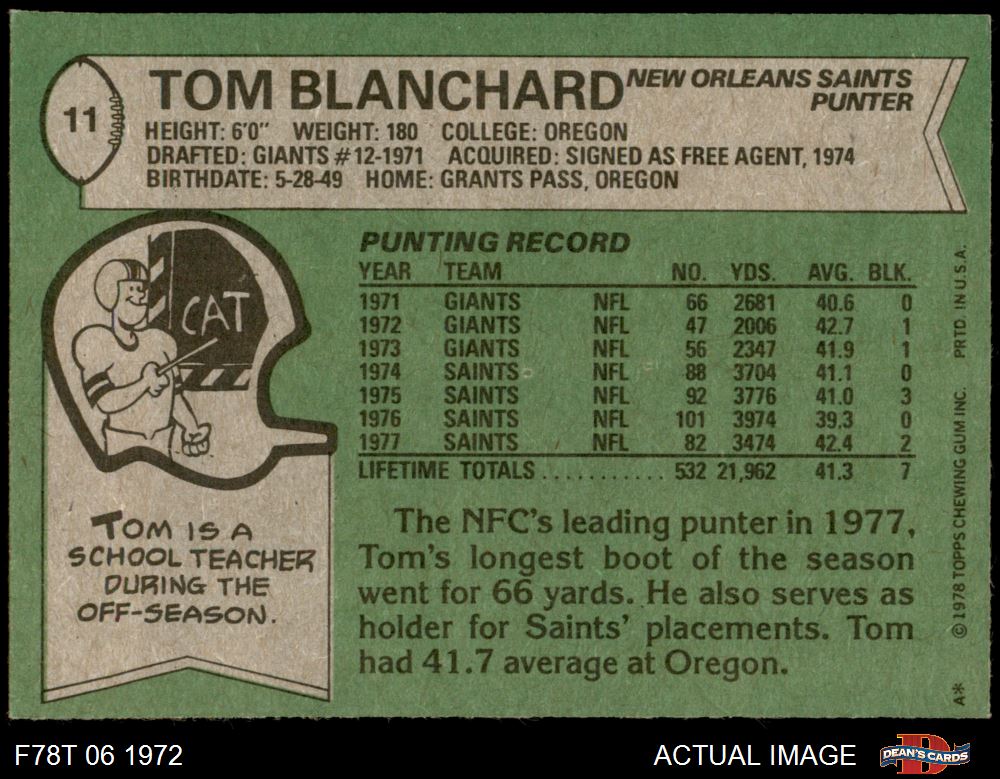 11
TOM BLANCHARD
NEW ORLEANS SAINTS
PUNTER
HEIGHT: 6'0" WEIGHT: 180 COLLEGE: OREGON
DRAFTED: GIANTS #12-1971 ACQUIRED: SIGNED AS FREE AGENT, 1974
BIRTHDATE: 5-28-49 HOME: GRANTS PASS, OREGON
CAT
TOM IS A
SCHOOL TEACHER
DURING THE
OFF-SEASON.
PUNTING RECORD
YEAR TEAM NO. YDS. AVG. BLK.
1971 GIANTS NFL 66 2681 40.6 0
1972 GIANTS NFL 47 2006 42.7 1
1973 GIANTS NFL 56 2347 41.9 1
1974 SAINTS NFL 88 3704 41.1 0
1975 SAINTS NFL 92 3776 41.0 3
1976 SAINTS NFL 101 3974 39.3 0
1977 SAINTS NFL 82 3474 42.4 2
LIFETIME TOTALS........... 532 21,962 41.3 7
The NFC's leading punter in 1977,
Tom's longest boot of the season
went for 66 yards. He also serves as
holder for Saints' placements. Tom
had 41.7 average at Oregon.
A* © 1978 TOPPS CHEWING GUM INC. PRTD. IN U.S.A.
F78T 06 1972
ACTUAL IMAGE
DEAN'S CARDS